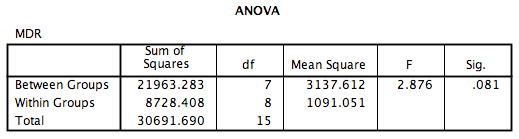 ANOVA
MDR
Sum of Squares df Mean Square F Sig.
Between Groups 21963.283 7 3137.612 2.876 .081
Within Groups 8728.408 8 1091.051
Total 30691.690 15